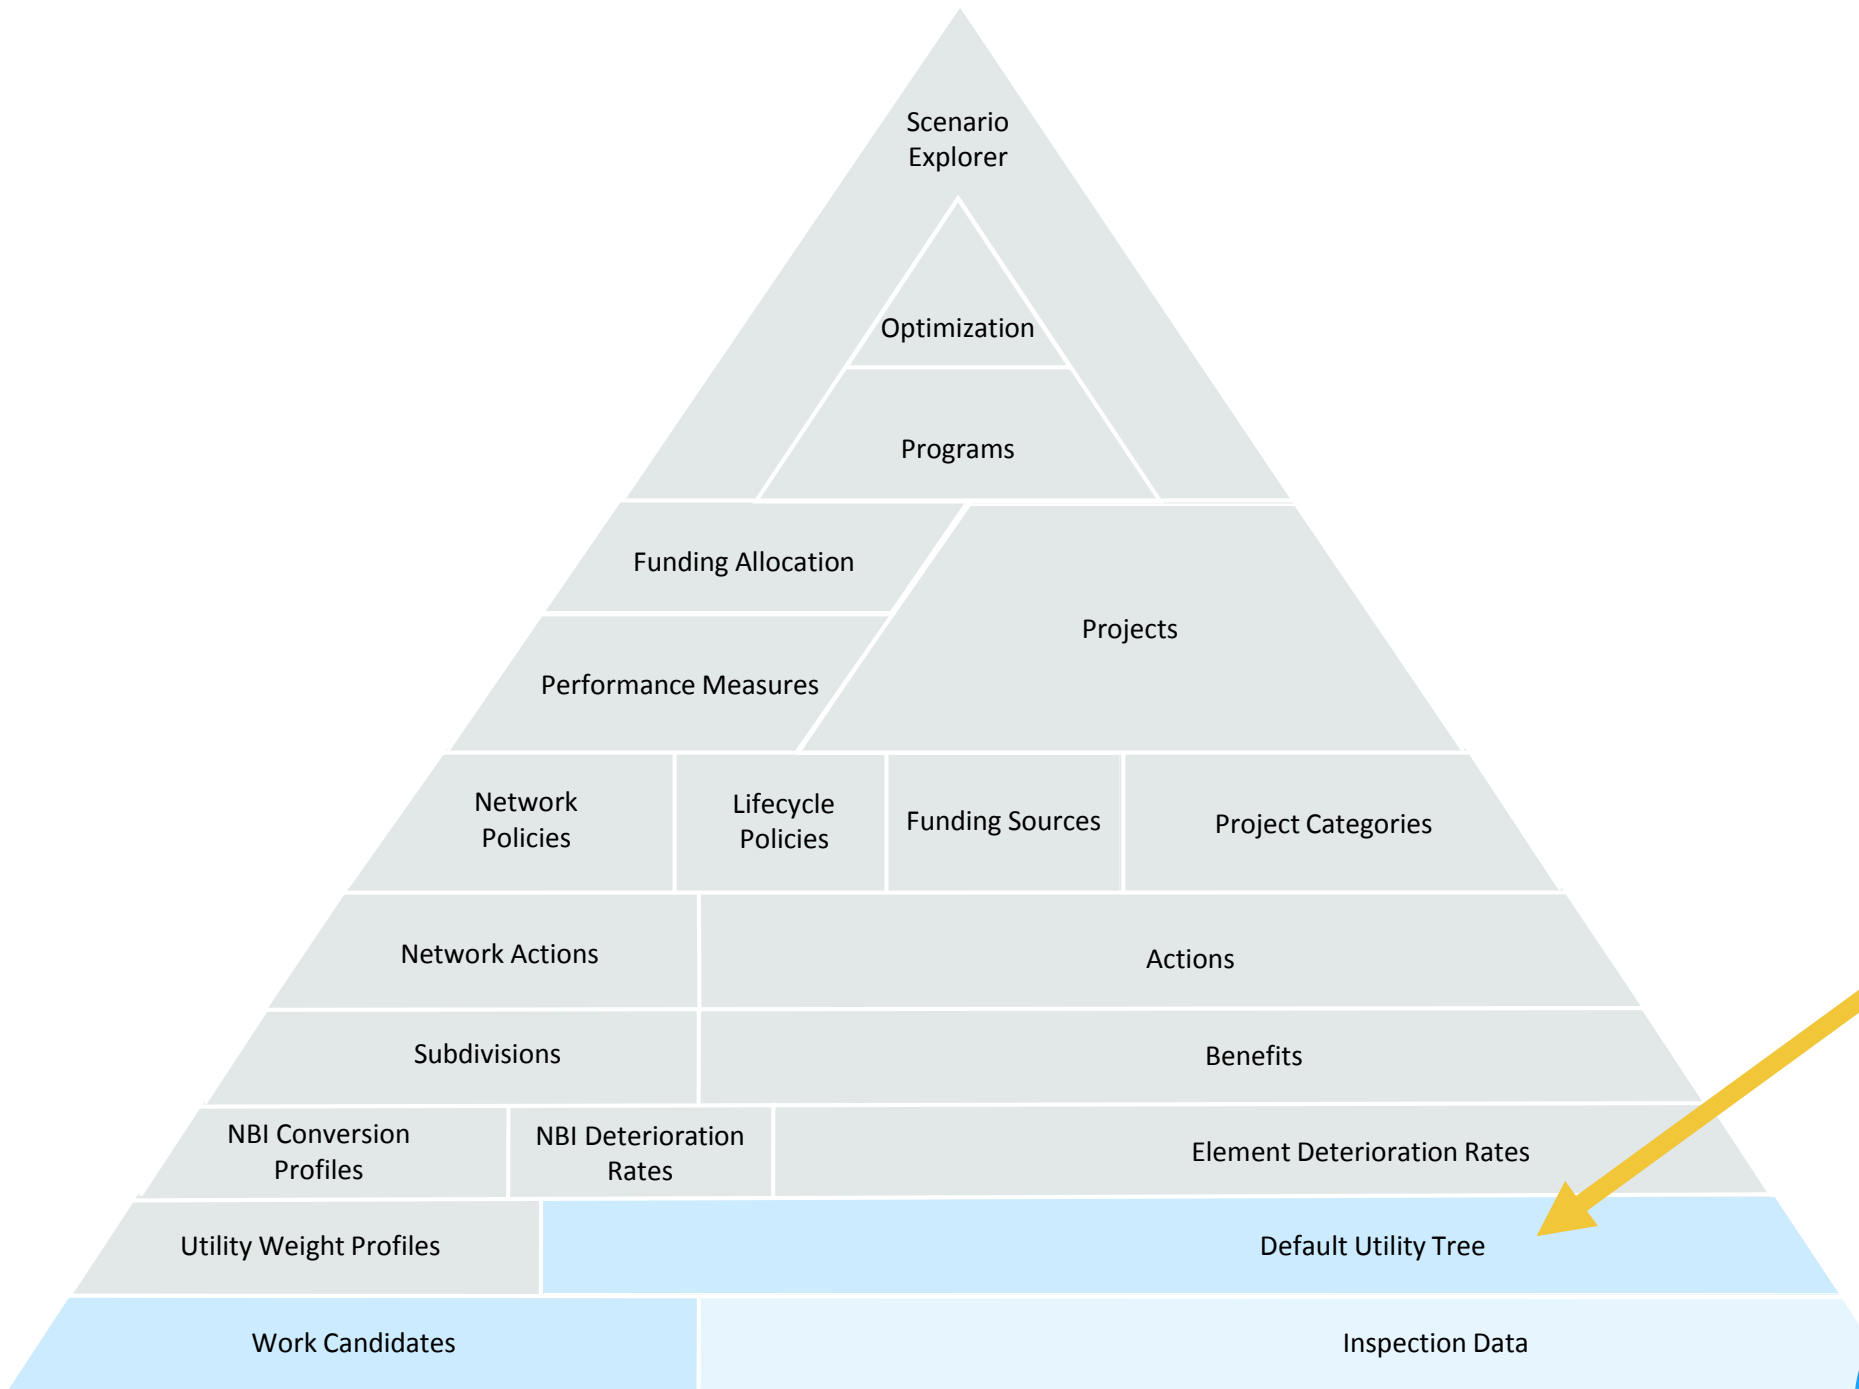 Scenario
Explorer
Optimization
Programs
Funding Allocation
Projects
Performance Measures
Network
Policies
Lifecycle
Policies
Funding Sources
Project Categories
Network Actions
Actions
Subdivisions
Benefits
NBI Conversion
Profiles
NBI Deterioration
Rates
Element Deterioration Rates
Utility Weight Profiles
Default Utility Tree
Work Candidates
Inspection Data